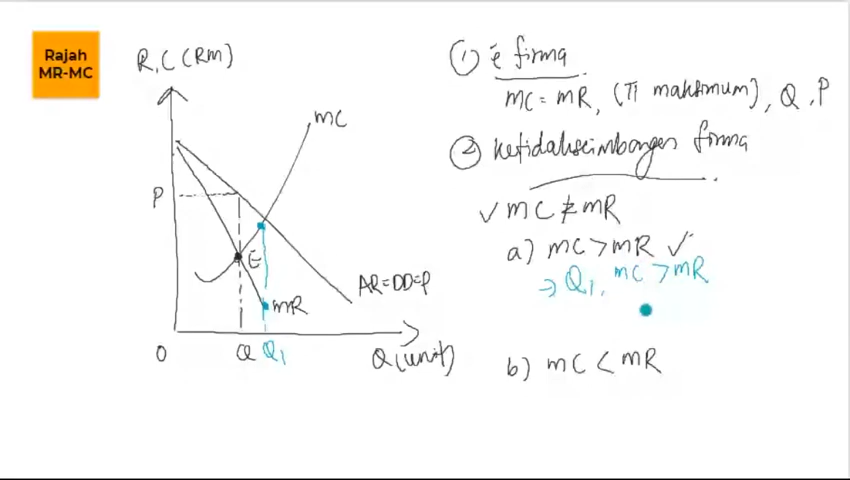 Rajah
MR-MC
R, C (RM)
MC
P
E
AR=DD=P
MR
O
Q Q1
Q (unit)
① Ē firma
MC = MR, (π maksimum), Q, P
② Ketidakseimbangan firma
✓ MC ≠ MR
a) MC > MR ✓
⇒ Q1, MC > MR
b) MC < MR